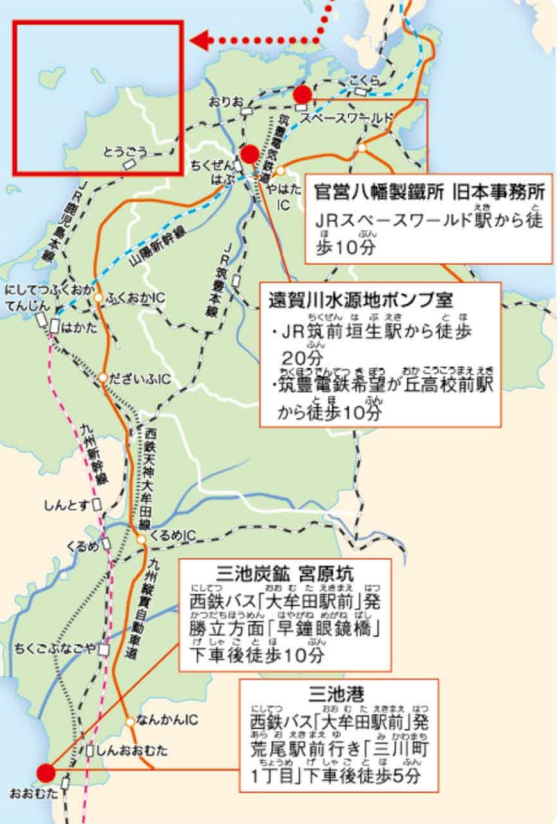 こくら
おりお
スペースワールド
とうごう
ちくぜん
はぶ
筑豊電気鉄道
やはた
IC
JR鹿児島本線
山陽新幹線
JR筑豊本線
官営八幡製鐵所 旧本事務所
JRスペースワールド駅から徒
歩10分
にしてつふくおか
てんじん
はかた
ふくおかIC
遠賀川水源地ポンプ室
・JR筑前垣生駅から徒歩
20分
・筑豊電鉄希望が丘高校前駅
から徒歩10分
だざいふIC
九州新幹線
西鉄天神大牟田線
しんとす
くるめIC
くるめ
九州縦貫自動車道
三池炭鉱 宮原坑
西鉄バス「大牟田駅前」発
勝立方面「早鐘眼鏡橋」
下車後徒歩10分
ちくごふなごや
三池港
西鉄バス「大牟田駅前」発
荒尾駅前行き「三川町
1丁目」下車後徒歩5分
なんかんIC
しんおおむた
おおむた